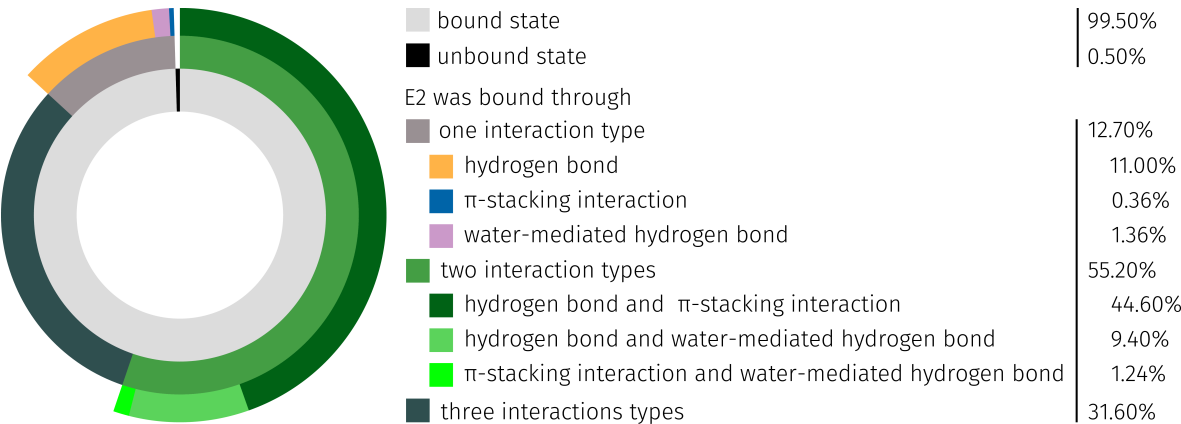 bound state 99.50%
unbound state 0.50%
E2 was bound through
one interaction type 12.70%
hydrogen bond 11.00%
π-stacking interaction 0.36%
water-mediated hydrogen bond 1.36%
two interaction types 55.20%
hydrogen bond and π-stacking interaction 44.60%
hydrogen bond and water-mediated hydrogen bond 9.40%
π-stacking interaction and water-mediated hydrogen bond 1.24%
three interactions types 31.60%